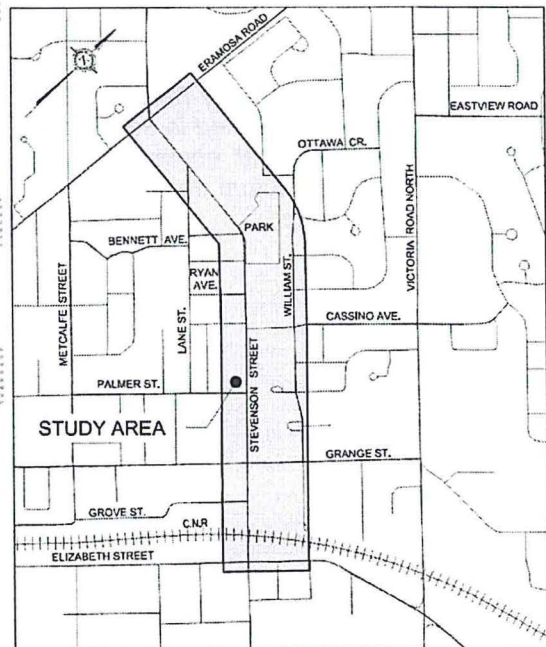 ERAMOSA ROAD
EASTVIEW ROAD
OTTAWA CR.
VICTORIA ROAD NORTH
PARK
BENNETT AVE.
METCALFE STREET
RYAN
AVE.
WILLIAM ST.
LANE ST.
CASSINO AVE.
STEVENSON STREET
PALMER ST.
STUDY AREA
GRANGE ST.
GROVE ST.
C.N.R
ELIZABETH STREET